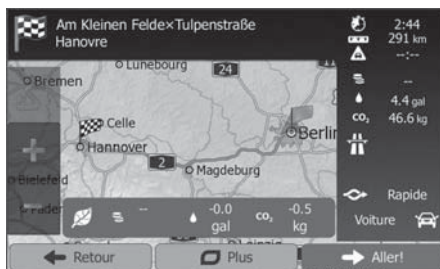 Am Kleinen Felde×Tulpenstraße
Hanovre
2:44
291 km
--:--
--
4.4 gal
CO₂ 46.6 kg
Rapide
Voiture
Lunebourg
24
Bremen
Celle
Hannover
Berlin
2
Magdeburg
Bielefeld
Pader
-- -0.0 gal CO₂ -0.5 kg
Retour
Plus
Aller!